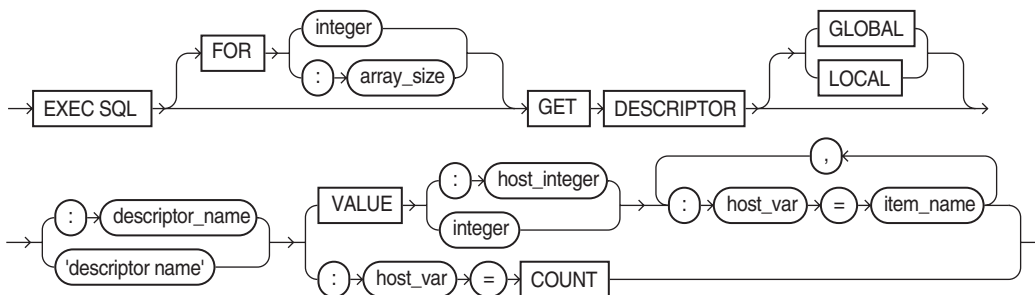 integer GLOBAL
FOR : array_size LOCAL
EXEC SQL GET DESCRIPTOR
,
: descriptor_name VALUE : host_integer : host_var = item_name
'descriptor name' integer
: host_var = COUNT